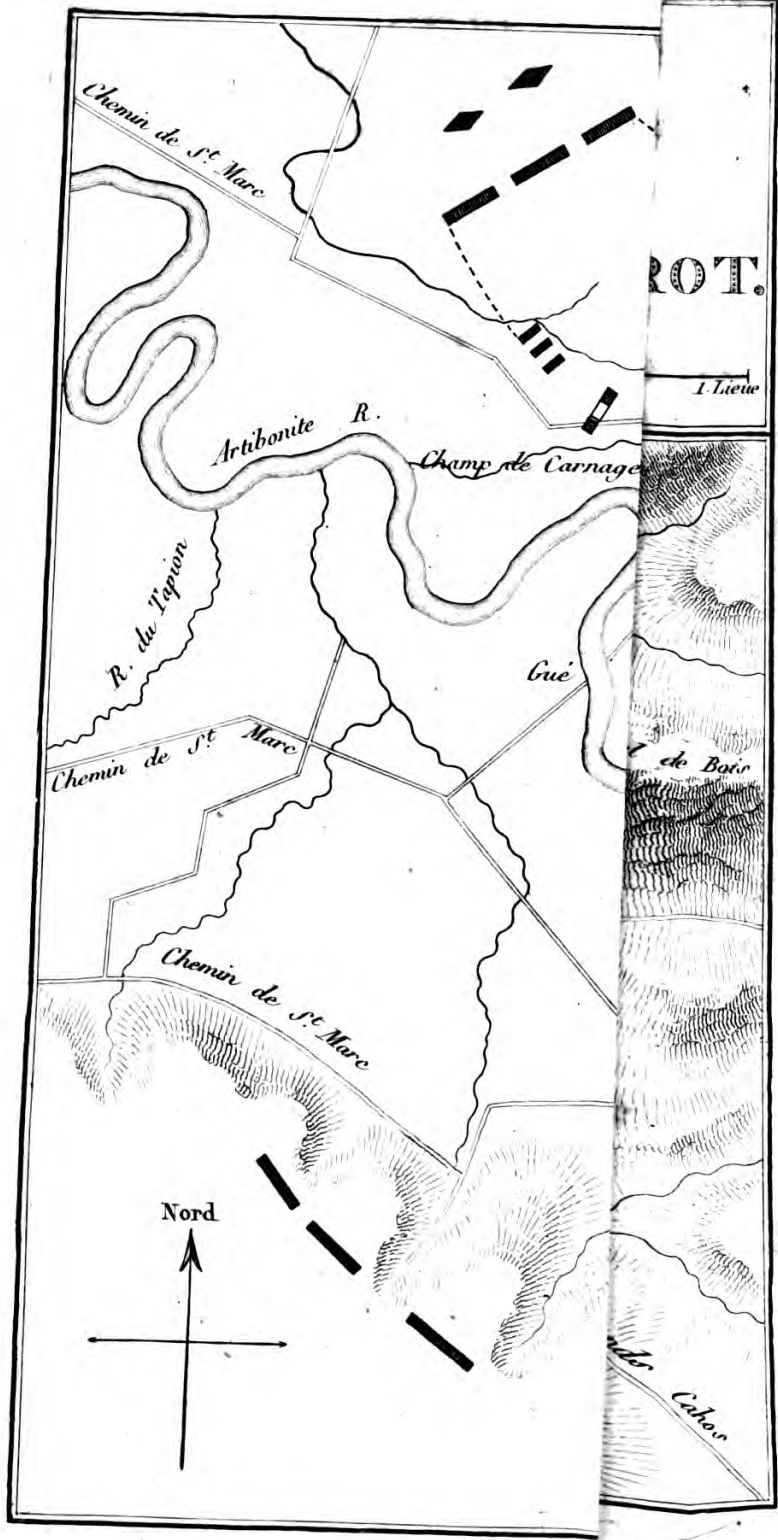 Chemin de St. Marc
ROT.
1. Lieue
Artibonite R.
Champ de Carnage
R. du Tapion
Gué
Chemin de St. Marc
l de Bois
Chemin de St. Marc
Nord
nds Cahos